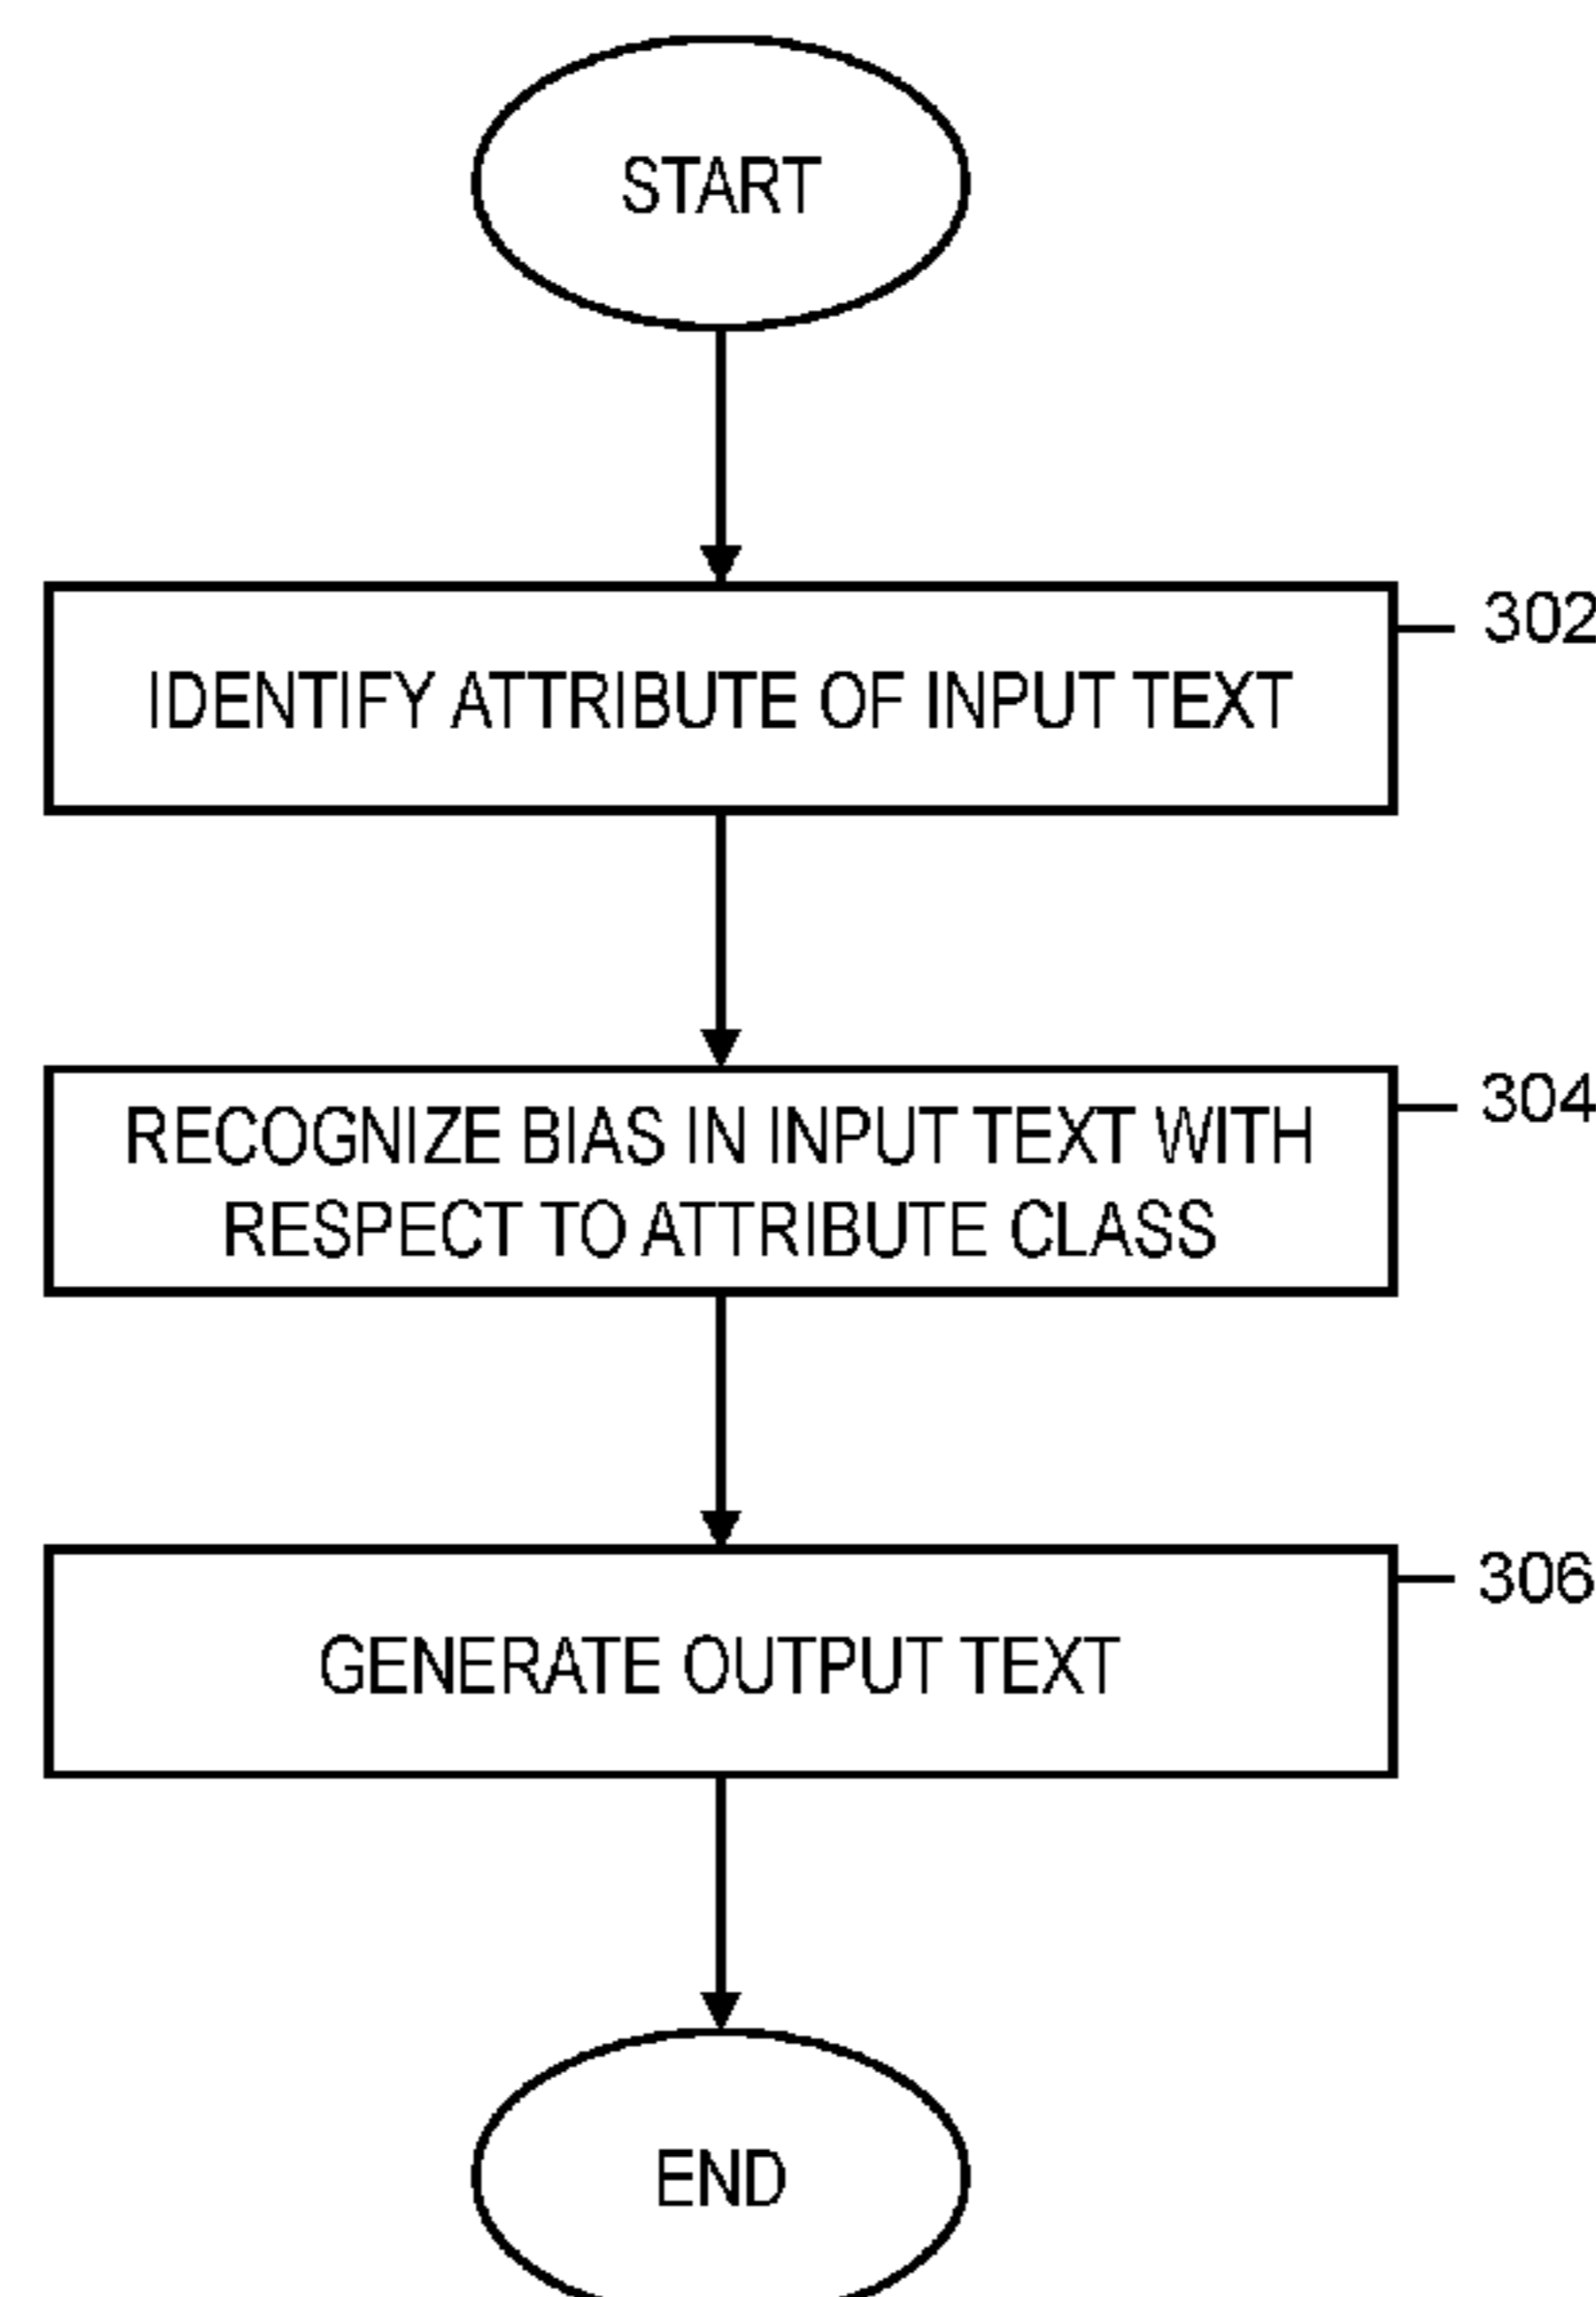 START
302
IDENTIFY ATTRIBUTE OF INPUT TEXT
304
RECOGNIZE BIAS IN INPUT TEXT WITH
RESPECT TO ATTRIBUTE CLASS
306
GENERATE OUTPUT TEXT
END